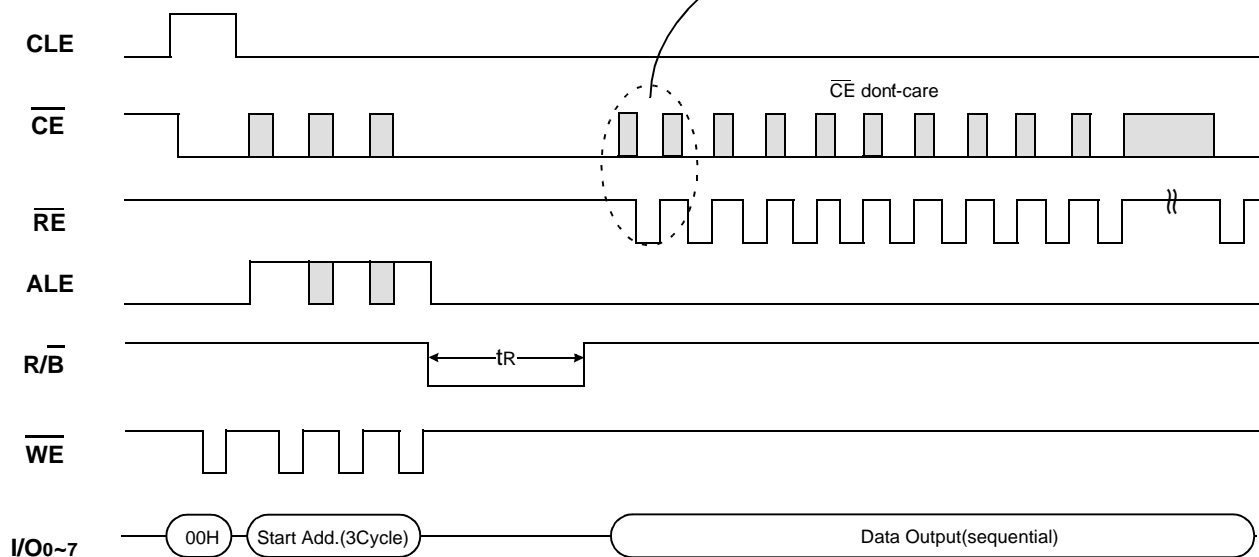 CLE
CE
CE dont-care
RE
ALE
R/B
tR
WE
I/O0~7
00H
Start Add.(3Cycle)
Data Output(sequential)